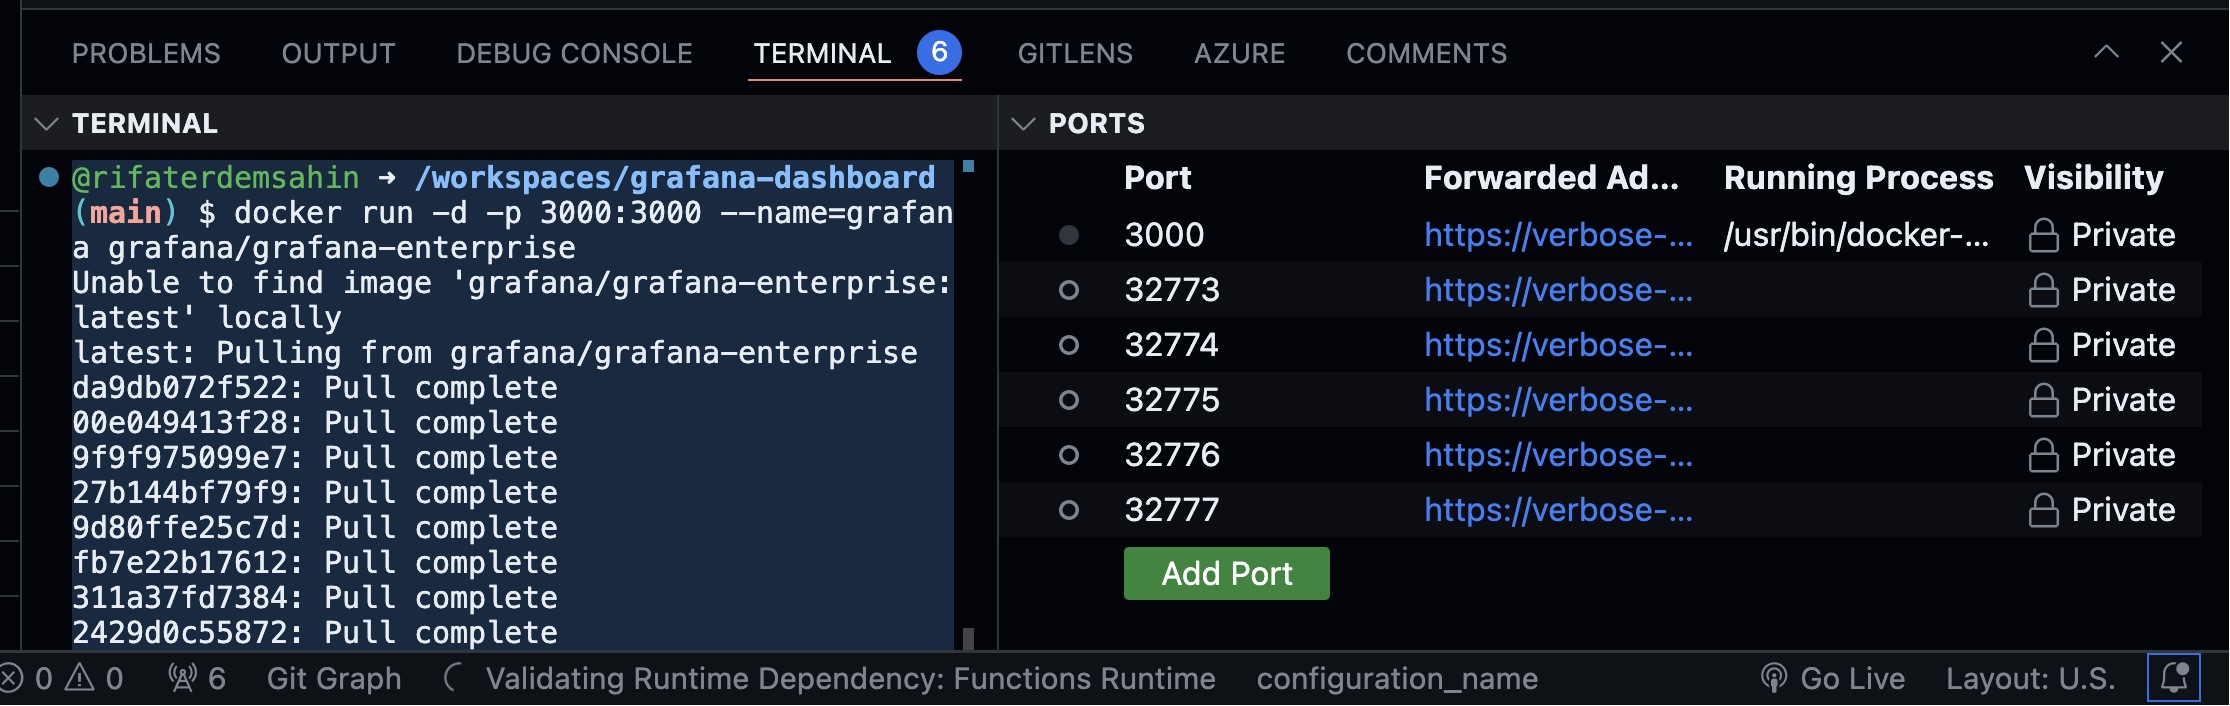 PROBLEMS OUTPUT DEBUG CONSOLE TERMINAL 6 GITLENS AZURE COMMENTS
TERMINAL
@rifaterdemsahin → /workspaces/grafana-dashboard
(main) $ docker run -d -p 3000:3000 --name=grafan
a grafana/grafana-enterprise
Unable to find image 'grafana/grafana-enterprise:
latest' locally
latest: Pulling from grafana/grafana-enterprise
da9db072f522: Pull complete
00e049413f28: Pull complete
9f9f975099e7: Pull complete
27b144bf79f9: Pull complete
9d80ffe25c7d: Pull complete
fb7e22b17612: Pull complete
311a37fd7384: Pull complete
2429d0c55872: Pull complete
PORTS
Port Forwarded Ad... Running Process Visibility
3000 https://verbose-... /usr/bin/docker-... Private
32773 https://verbose-... Private
32774 https://verbose-... Private
32775 https://verbose-... Private
32776 https://verbose-... Private
32777 https://verbose-... Private
Add Port
0 0 6 Git Graph Validating Runtime Dependency: Functions Runtime configuration_name Go Live Layout: U.S.